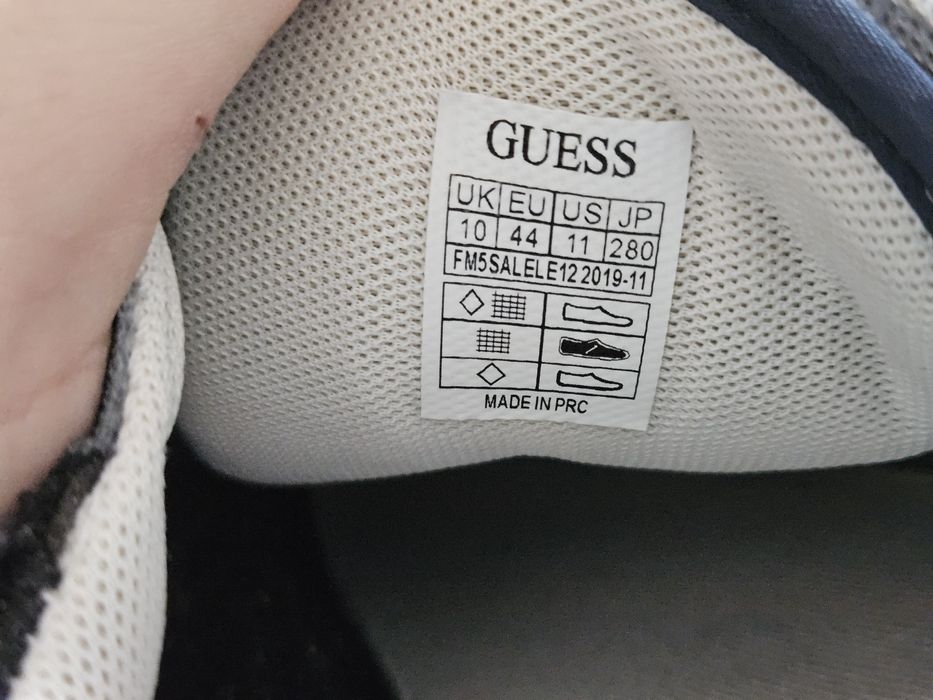 GUESS
UK EU US JP
10 44 11 280
FM5SALELE12 2019-11
MADE IN PRC